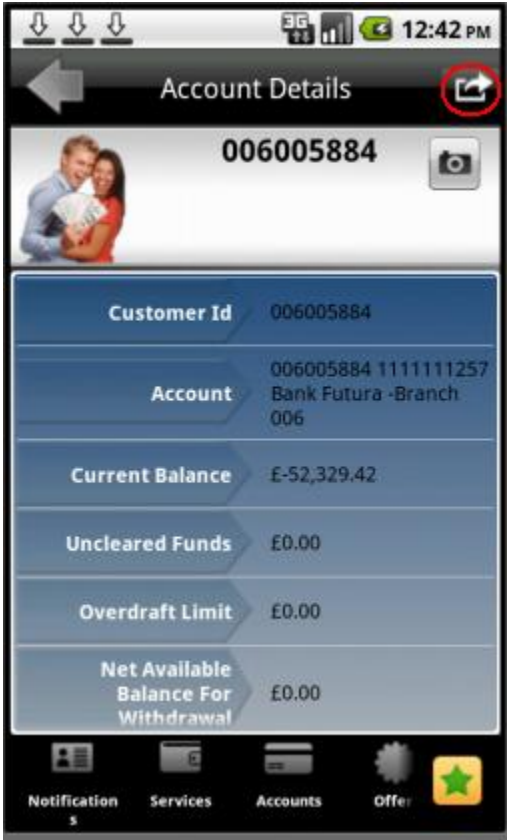 3G 12:42 PM
Account Details
006005884
Customer Id 006005884
Account 006005884 1111111257
Bank Futura -Branch
006
Current Balance £-52,329.42
Uncleared Funds £0.00
Overdraft Limit £0.00
Net Available
Balance For £0.00
Withdrawal
Notification
s
Services Accounts Offer